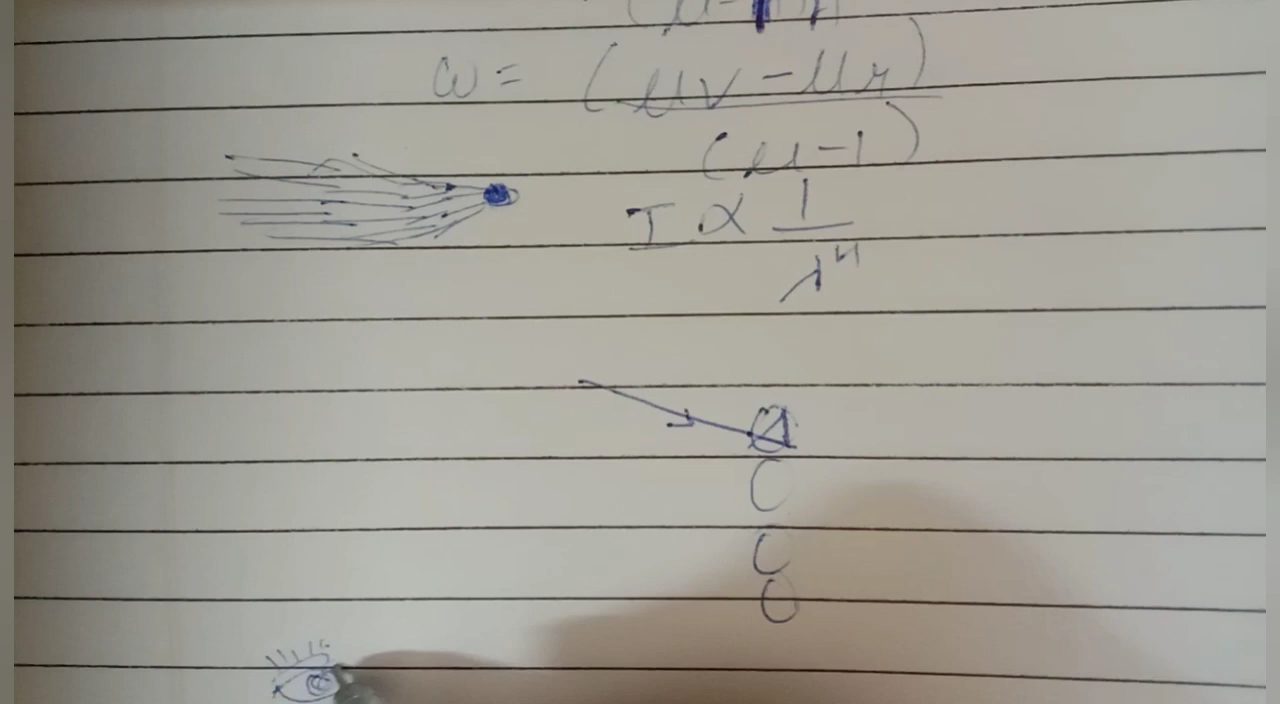 ω = (μv - μr)
(μ-1)
I ∝ 1
λ⁴